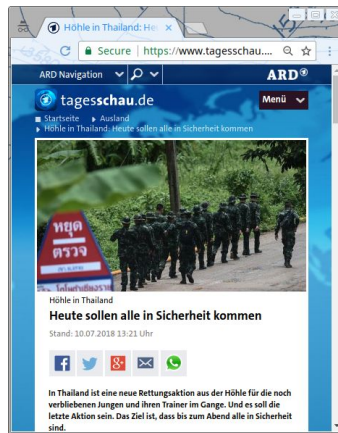 Höhle in Thailand: He
Secure https://www.tagesschau....
ARD Navigation
ARD
tagesschau.de
Menü
Startseite Ausland
Höhle in Thailand: Heute sollen alle in Sicherheit kommen
หยุด
ตรวจ
Höhle in Thailand
Heute sollen alle in Sicherheit kommen
Stand: 10.07.2018 13:21 Uhr
In Thailand ist eine neue Rettungsaktion aus der Höhle für die noch
verbliebenen Jungen und ihren Trainer im Gange. Und es soll die
letzte Aktion sein. Das Ziel ist, dass bis zum Abend alle in Sicherheit
sind.